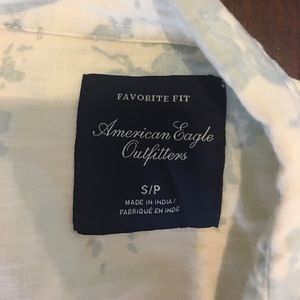 FAVORITE FIT
American Eagle
Outfitters
S/P
MADE IN INDIA/
FABRIQUÉ EN INDE